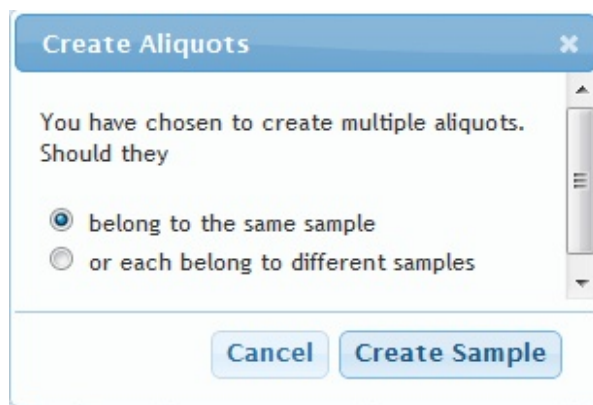 Create Aliquots
You have chosen to create multiple aliquots.
Should they
belong to the same sample
or each belong to different samples
Cancel Create Sample